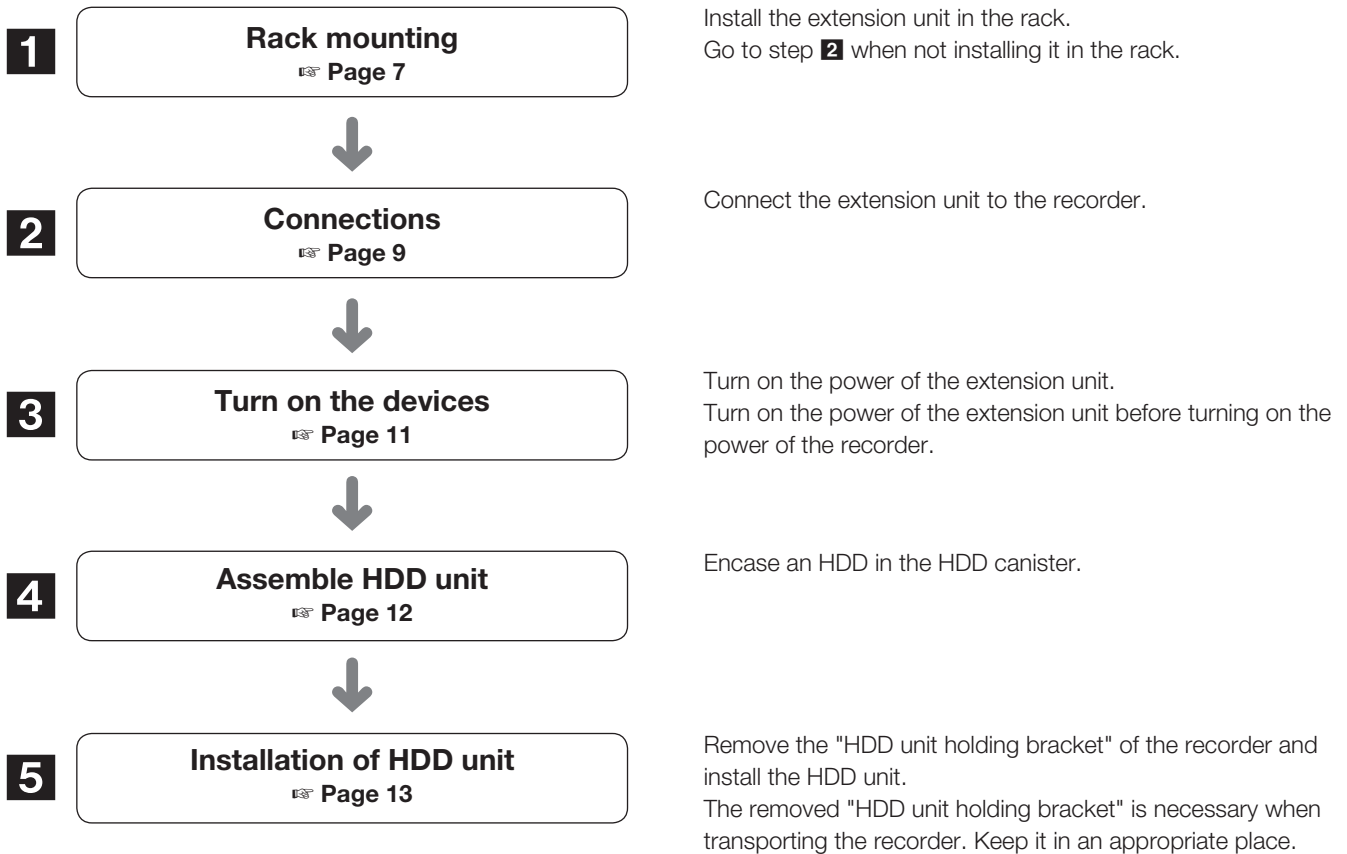 1
Rack mounting
☞ Page 7
Install the extension unit in the rack.
Go to step 2 when not installing it in the rack.
2
Connections
☞ Page 9
Connect the extension unit to the recorder.
3
Turn on the devices
☞ Page 11
Turn on the power of the extension unit.
Turn on the power of the extension unit before turning on the
power of the recorder.
4
Assemble HDD unit
☞ Page 12
Encase an HDD in the HDD canister.
5
Installation of HDD unit
☞ Page 13
Remove the "HDD unit holding bracket" of the recorder and
install the HDD unit.
The removed "HDD unit holding bracket" is necessary when
transporting the recorder. Keep it in an appropriate place.